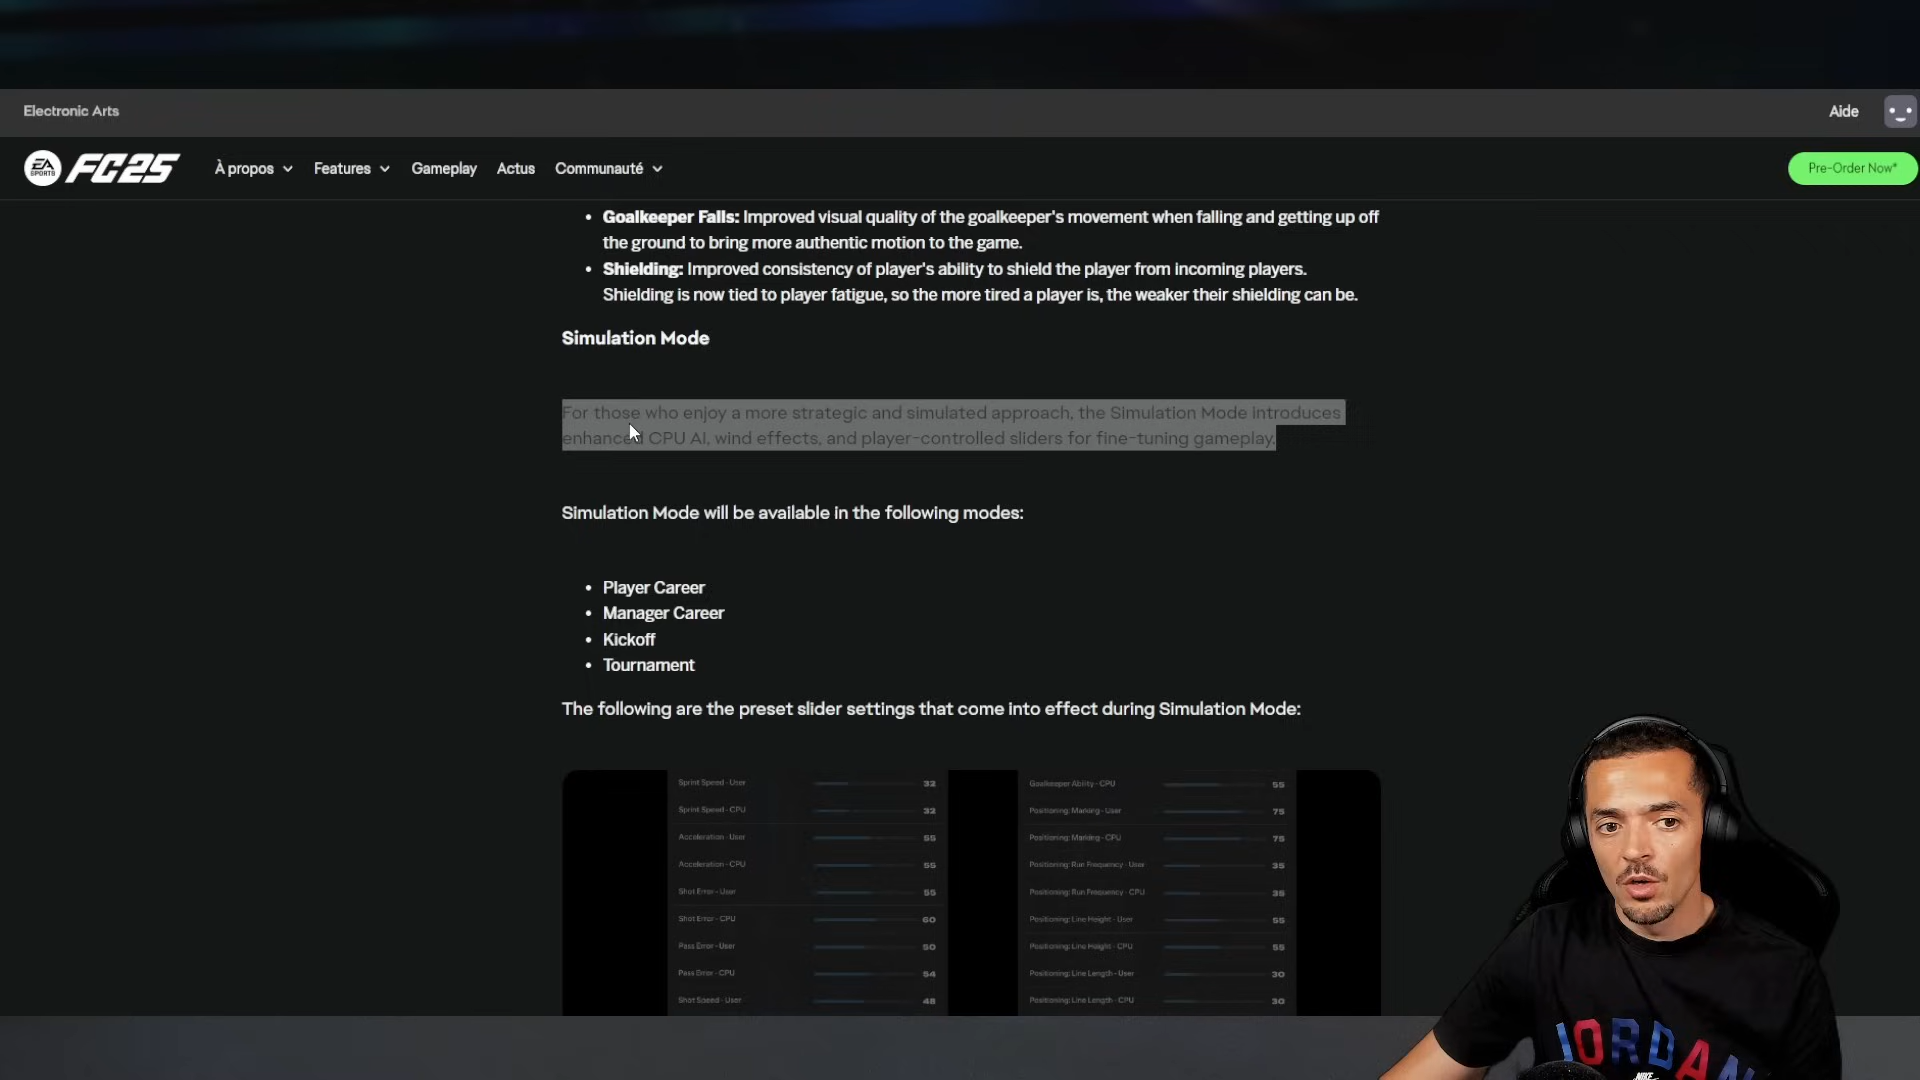 Electronic Arts
Aide
EA SPORTS FC25
À propos
Features
Gameplay
Actus
Communauté
Pre-Order Now*
• Goalkeeper Falls: Improved visual quality of the goalkeeper's movement when falling and getting up off
the ground to bring more authentic motion to the game.
• Shielding: Improved consistency of player's ability to shield the player from incoming players.
Shielding is now tied to player fatigue, so the more tired a player is, the weaker their shielding can be.
Simulation Mode
For those who enjoy a more strategic and simulated approach, the Simulation Mode introduces
enhanced CPU AI, wind effects, and player-controlled sliders for fine-tuning gameplay.
Simulation Mode will be available in the following modes:
• Player Career
• Manager Career
• Kickoff
• Tournament
The following are the preset slider settings that come into effect during Simulation Mode:
Sprint Speed - User 32
Sprint Speed - CPU 32
Acceleration - User 55
Acceleration - CPU 55
Shot Error - User 55
Shot Error - CPU 60
Pass Error - User 50
Pass Error - CPU 54
Shot Speed - User 48
Goalkeeper Ability - CPU 55
Positioning: Marking - User 75
Positioning: Marking - CPU 75
Positioning: Run Frequency - User 35
Positioning: Run Frequency - CPU 35
Positioning: Line Height - User 55
Positioning: Line Height - CPU 55
Positioning: Line Length - User 30
Positioning: Line Length - CPU 30
JORDAN
NIKE